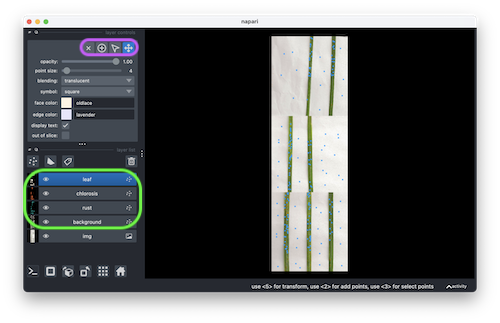 napari
layer controls
opacity: 1.00
point size: 4
blending: translucent
symbol: square
face color: oldlace
edge color: lavender
display text:
out of slice:
layer list
leaf
chlorosis
rust
background
img
use <5> for transform, use <2> for add points, use <3> for select points
activity